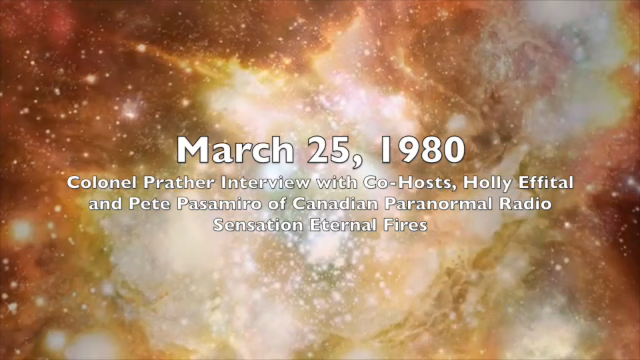 March 25, 1980
Colonel Prather Interview with Co-Hosts, Holly Effital
and Pete Pasamiro of Canadian Paranormal Radio
Sensation Eternal Fires